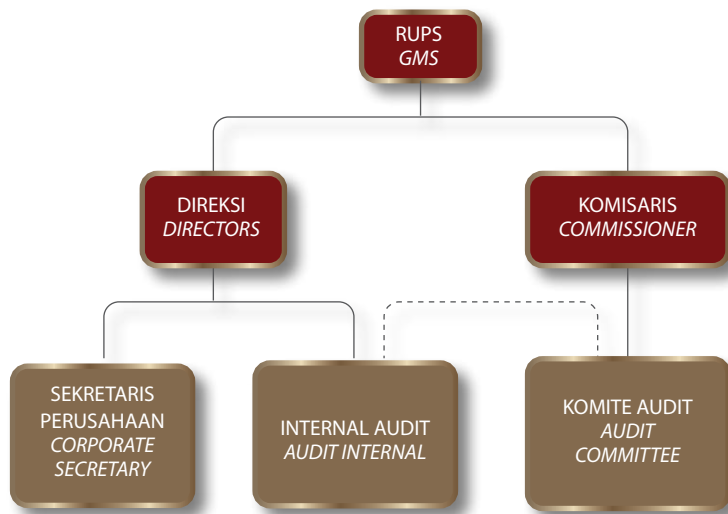 RUPS
GMS
DIREKSI
DIRECTORS
KOMISARIS
COMMISSIONER
SEKRETARIS
PERUSAHAAN
CORPORATE
SECRETARY
INTERNAL AUDIT
AUDIT INTERNAL
KOMITE AUDIT
AUDIT
COMMITTEE